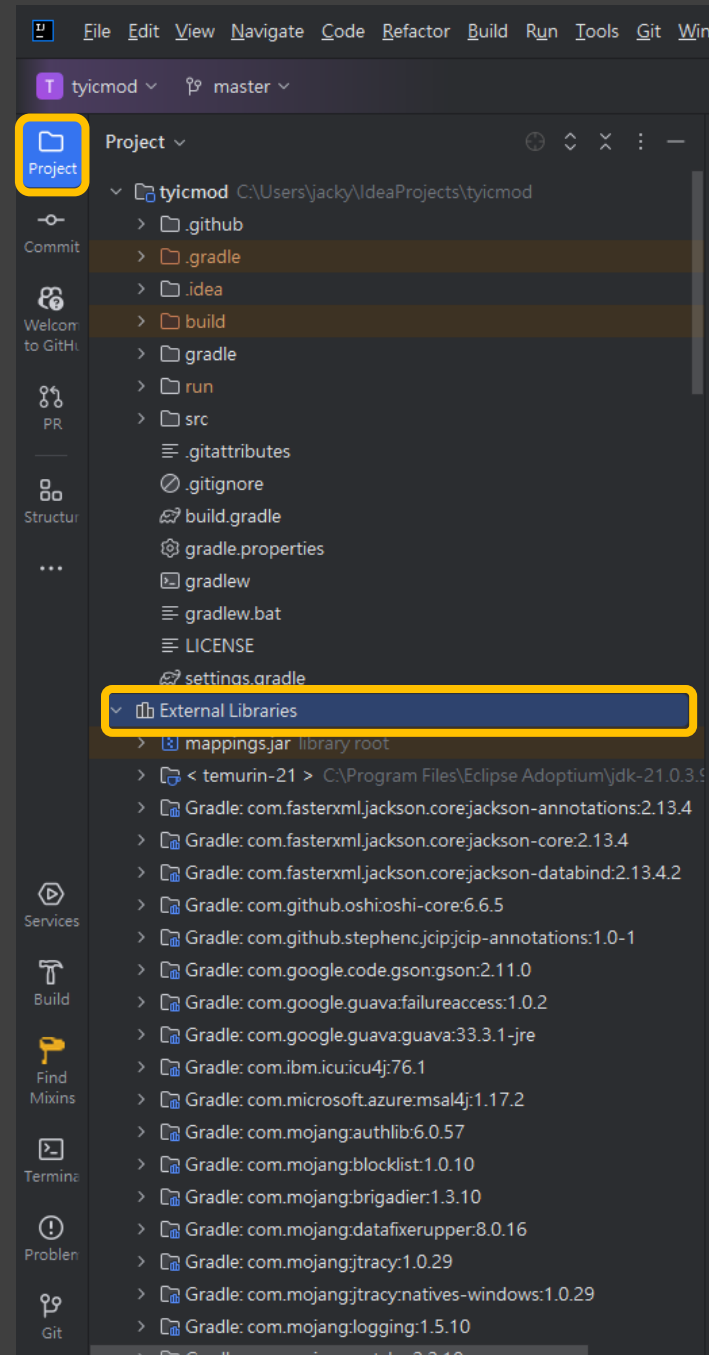 IJ File Edit View Navigate Code Refactor Build Run Tools Git Win
T tyicmod master
Project
Project
Commit
Welcom
to GitHu
PR
Structur
Services
Build
Find
Mixins
Termina
Problem
Git
tyicmod C:\Users\jacky\IdeaProjects\tyicmod
.github
.gradle
.idea
build
gradle
run
src
.gitattributes
.gitignore
build.gradle
gradle.properties
gradlew
gradlew.bat
LICENSE
settings.gradle
External Libraries
mappings.jar library root
< temurin-21 > C:\Program Files\Eclipse Adoptium\jdk-21.0.3.9
Gradle: com.fasterxml.jackson.core:jackson-annotations:2.13.4
Gradle: com.fasterxml.jackson.core:jackson-core:2.13.4
Gradle: com.fasterxml.jackson.core:jackson-databind:2.13.4.2
Gradle: com.github.oshi:oshi-core:6.6.5
Gradle: com.github.stephenc.jcip:jcip-annotations:1.0-1
Gradle: com.google.code.gson:gson:2.11.0
Gradle: com.google.guava:failureaccess:1.0.2
Gradle: com.google.guava:guava:33.3.1-jre
Gradle: com.ibm.icu:icu4j:76.1
Gradle: com.microsoft.azure:msal4j:1.17.2
Gradle: com.mojang:authlib:6.0.57
Gradle: com.mojang:blocklist:1.0.10
Gradle: com.mojang:brigadier:1.3.10
Gradle: com.mojang:datafixerupper:8.0.16
Gradle: com.mojang:jtracy:1.0.29
Gradle: com.mojang:jtracy:natives-windows:1.0.29
Gradle: com.mojang:logging:1.5.10